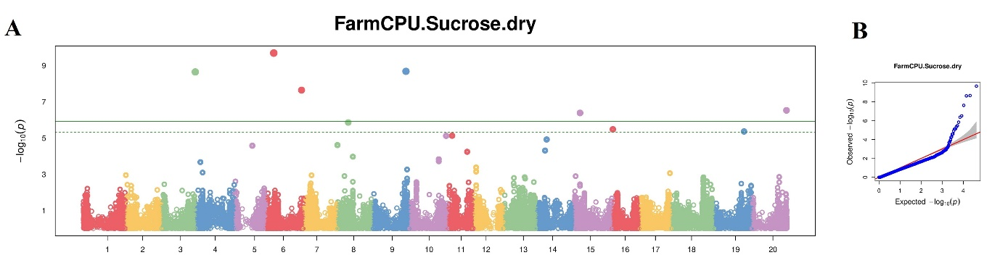 A
FarmCPU.Sucrose.dry
−log₁₀(p)
9
7
5
3
1
1 2 3 4 5 6 7 8 9 10 11 12 13 14 15 16 17 18 19 20
B
FarmCPU.Sucrose.dry
Observed −log₁₀(p)
10
8
6
4
2
0
0 1 2 3 4
Expected −log₁₀(p)